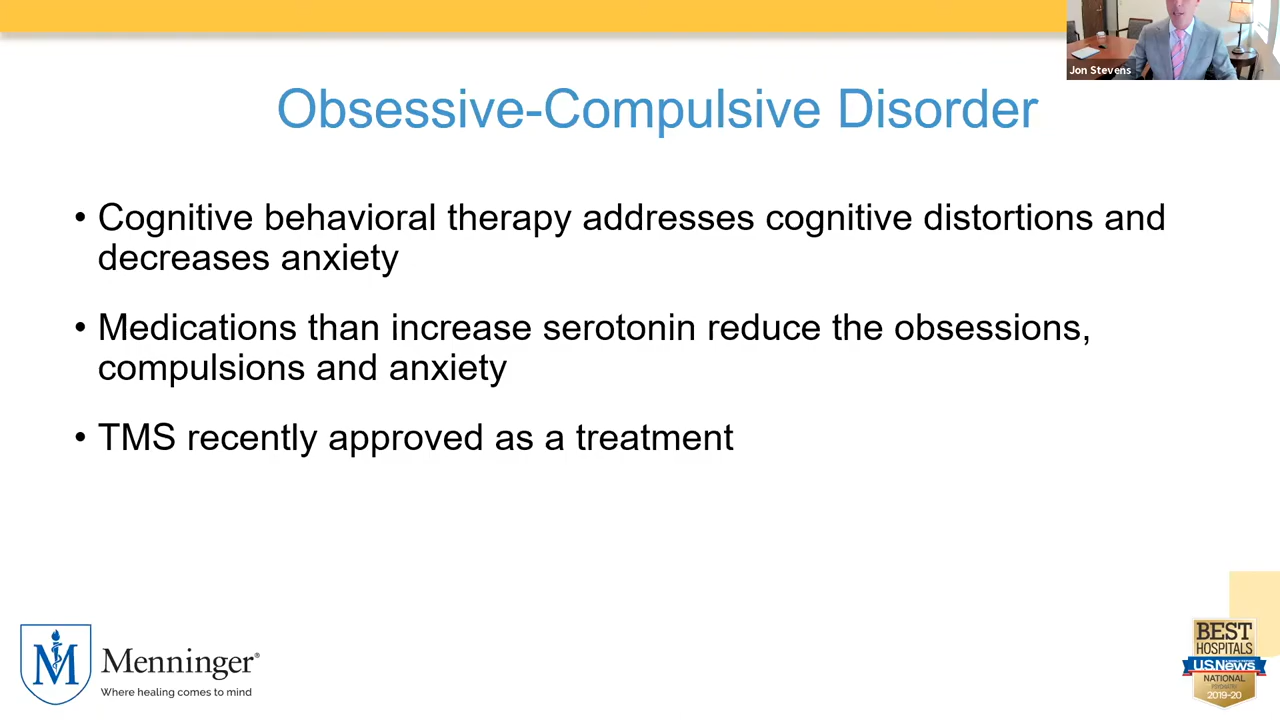 Jon Stevens
Obsessive-Compulsive Disorder
• Cognitive behavioral therapy addresses cognitive distortions and
decreases anxiety
• Medications than increase serotonin reduce the obsessions,
compulsions and anxiety
• TMS recently approved as a treatment
M
Menninger®
Where healing comes to mind
BEST
HOSPITALS
U.S.News
NATIONAL
PSYCHIATRY
2019-20